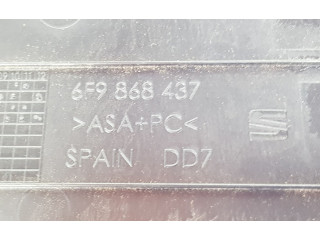 6F9 868 437
>ASA+PC<
SPAIN DD7